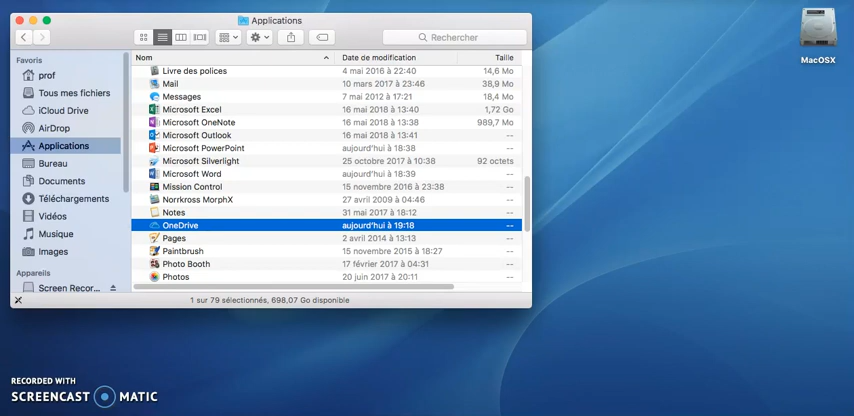 Applications
Rechercher
MacOSX
Favoris
prof
Tous mes fichiers
iCloud Drive
AirDrop
Applications
Bureau
Documents
Téléchargements
Vidéos
Musique
Images
Appareils
Screen Recor...
Nom Date de modification Taille
Livre des polices 4 mai 2016 à 22:40 14,6 Mo
Mail 10 mars 2017 à 23:46 38,9 Mo
Messages 7 mai 2012 à 17:21 18,4 Mo
Microsoft Excel 16 mai 2018 à 13:40 1,72 Go
Microsoft OneNote 16 mai 2018 à 13:40 989,7 Mo
Microsoft Outlook 16 mai 2018 à 13:41 --
Microsoft PowerPoint aujourd'hui à 18:38 --
Microsoft Silverlight 25 octobre 2017 à 10:38 92 octets
Microsoft Word aujourd'hui à 18:39 --
Mission Control 15 novembre 2016 à 23:38 --
Norrkross MorphX 27 avril 2009 à 04:46 --
Notes 31 mai 2017 à 18:12 --
OneDrive aujourd'hui à 19:18 --
Pages 2 avril 2014 à 13:13 --
Paintbrush 15 novembre 2015 à 18:27 --
Photo Booth 17 février 2017 à 04:31 --
Photos 20 juin 2017 à 20:11 --
1 sur 79 sélectionnés, 698,07 Go disponible
RECORDED WITH
SCREENCAST MATIC